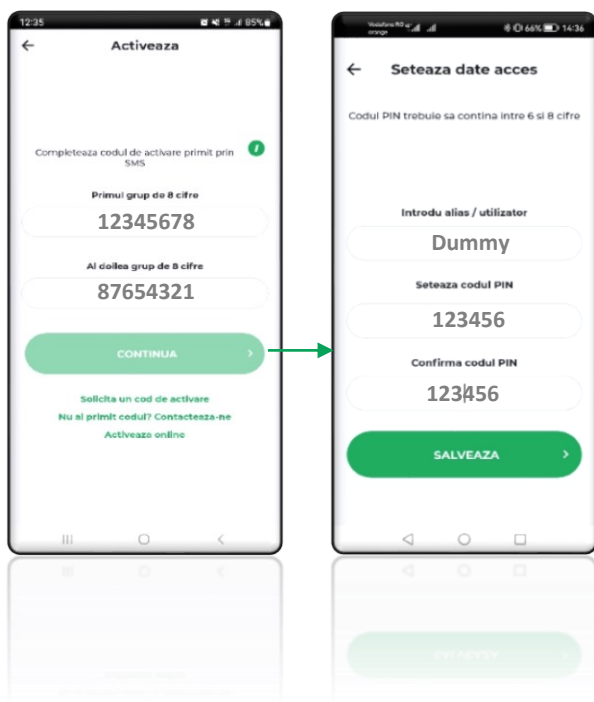 12:35
85%
Activeaza
Completeaza codul de activare primit prin
SMS
Primul grup de 8 cifre
12345678
Al doilea grup de 8 cifre
87654321
CONTINUA
Solicita un cod de activare
Nu ai primit codul? Contacteaza-ne
Activeaza online
Vodafone RO
orange
66% 14:36
Seteaza date acces
Codul PIN trebuie sa contina intre 6 si 8 cifre
Introdu alias / utilizator
Dummy
Seteaza codul PIN
123456
Confirma codul PIN
123456
SALVEAZA